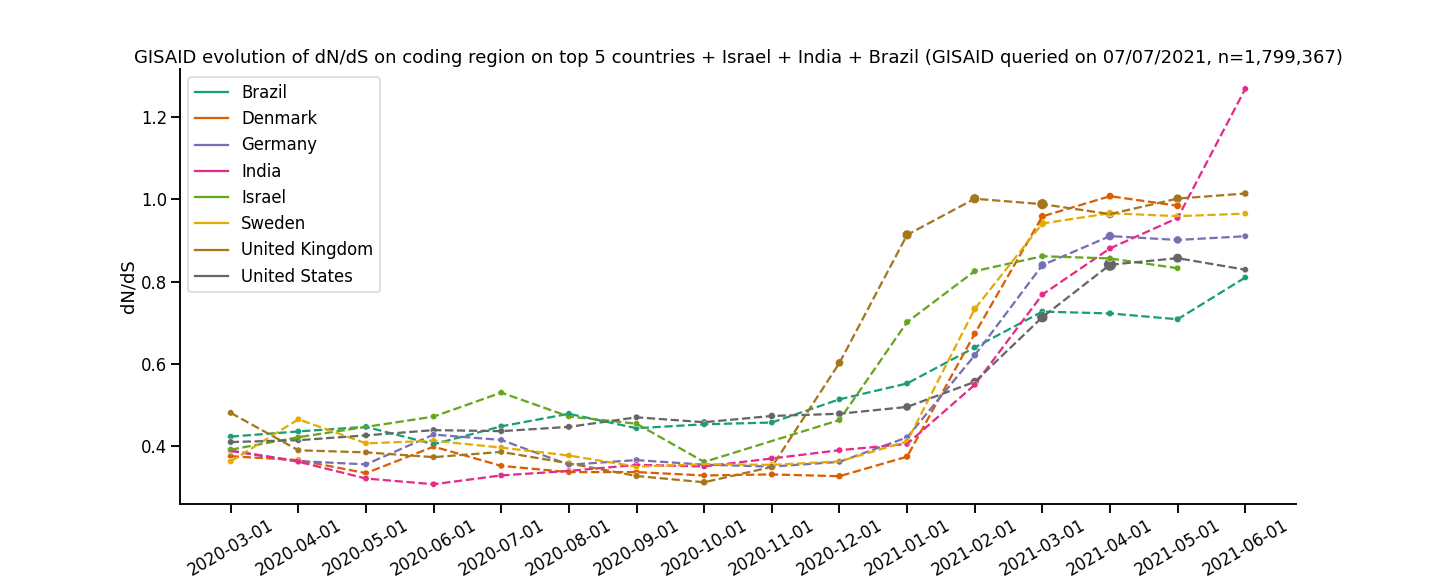 GISAID evolution of dN/dS on coding region on top 5 countries + Israel + India + Brazil (GISAID queried on 07/07/2021, n=1,799,367)
Brazil
Denmark
Germany
India
Israel
Sweden
United Kingdom
United States
dN/dS
1.2
1.0
0.8
0.6
0.4
2020-03-01
2020-04-01
2020-05-01
2020-06-01
2020-07-01
2020-08-01
2020-09-01
2020-10-01
2020-11-01
2020-12-01
2021-01-01
2021-02-01
2021-03-01
2021-04-01
2021-05-01
2021-06-01